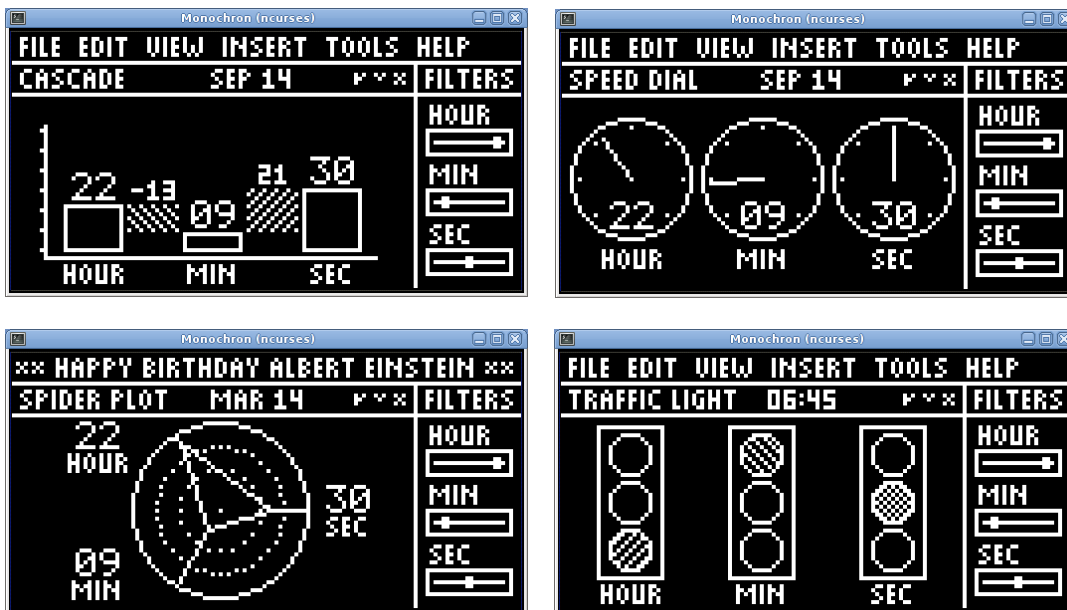 Monochron (ncurses)
FILE EDIT VIEW INSERT TOOLS HELP
CASCADE SEP 14 FILTERS
HOUR
MIN
SEC
22 -13 09 21 30
HOUR MIN SEC
Monochron (ncurses)
FILE EDIT VIEW INSERT TOOLS HELP
SPEED DIAL SEP 14 FILTERS
HOUR
MIN
SEC
22 09 30
HOUR MIN SEC
Monochron (ncurses)
×× HAPPY BIRTHDAY ALBERT EINSTEIN ××
SPIDER PLOT MAR 14 FILTERS
HOUR
MIN
SEC
22
HOUR
30
SEC
09
MIN
Monochron (ncurses)
FILE EDIT VIEW INSERT TOOLS HELP
TRAFFIC LIGHT 06:45 FILTERS
HOUR
MIN
SEC
HOUR MIN SEC